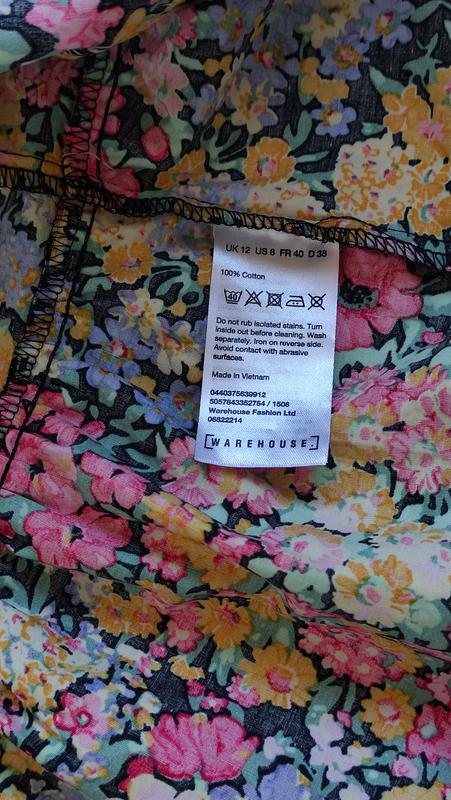 UK 12 US 8 FR 40 D 38
100% Cotton
40
Do not rub isolated stains. Turn
inside out before cleaning. Wash
separately. Iron on reverse side.
Avoid contact with abrasive
surfaces.
Made in Vietnam
0440375639912
5057843352754 / 1508
Warehouse Fashion Ltd
06822214
[WAREHOUSE.]